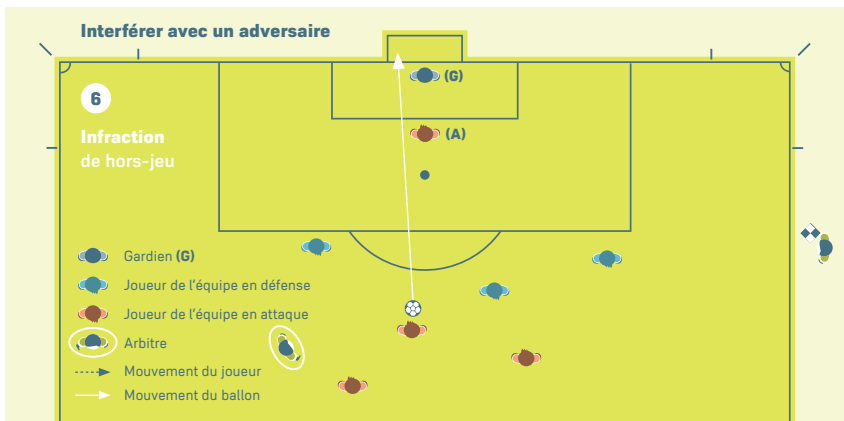 Interférer avec un adversaire
(G)
6
(A)
Infraction
de hors-jeu
Gardien (G)
Joueur de l'équipe en défense
Joueur de l'équipe en attaque
Arbitre
Mouvement du joueur
Mouvement du ballon